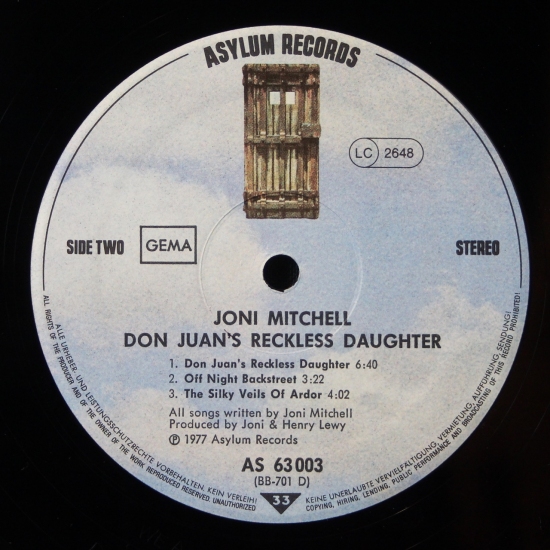 ASYLUM RECORDS
LC 2648
SIDE TWO
GEMA
STEREO
JONI MITCHELL
DON JUAN'S RECKLESS DAUGHTER
1. Don Juan's Reckless Daughter 6:40
2. Off Night Backstreet 3:22
3. The Silky Veils Of Ardor 4:02
All songs written by Joni Mitchell
Produced by Joni & Henry Lewy
℗ 1977 Asylum Records
AS 63003
(BB-701 D)
33
ALLE URHEBER- UND LEISTUNGSSCHUTZRECHTE VORBEHALTEN. KEIN VERLEIH! KEINE UNERLAUBTE VERVIELFÄLTIGUNG, VERMIETUNG, AUFFÜHRUNG, SENDUNG!
ALL RIGHTS OF THE PRODUCER AND OF THE OWNER OF THE WORK REPRODUCED RESERVED UNAUTHORIZED COPYING, HIRING, LENDING, PUBLIC PERFORMANCE AND BROADCASTING OF THIS RECORD PROHIBITED!